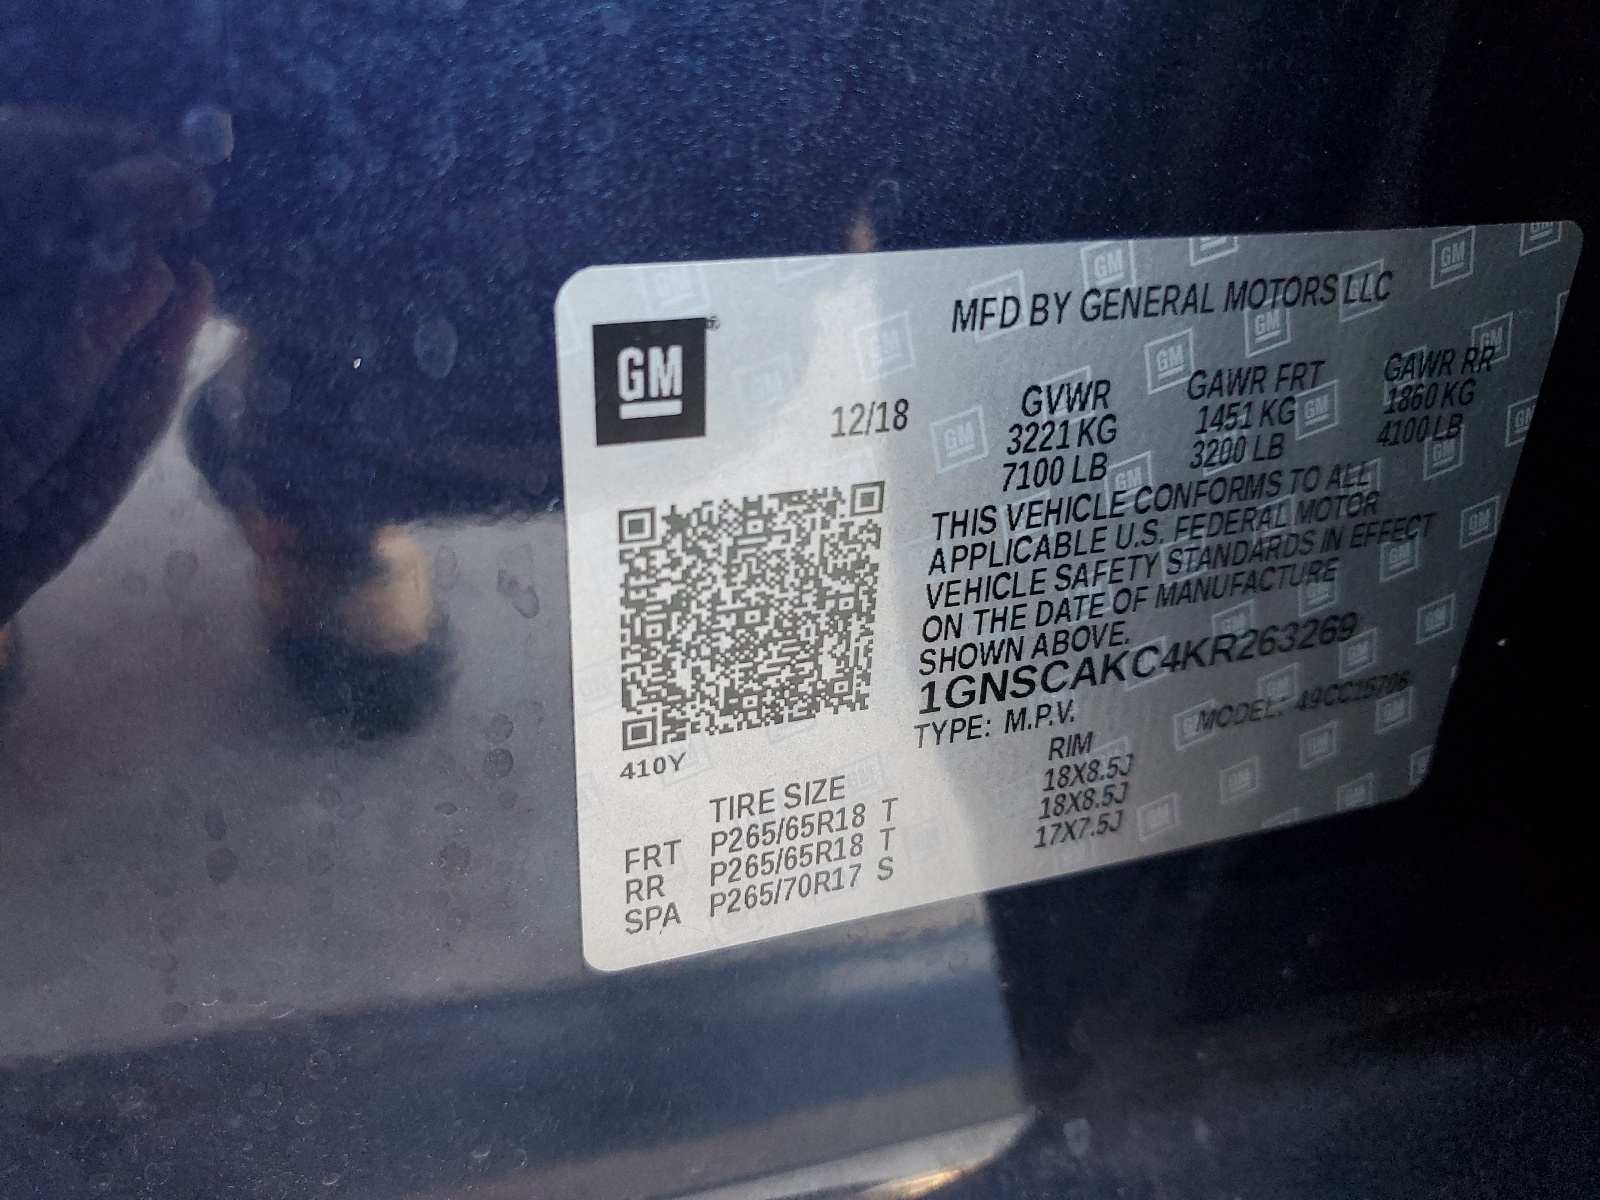 GM
MFD BY GENERAL MOTORS LLC
12/18
GVWR GAWR FRT GAWR RR
3221 KG 1451 KG 1860 KG
7100 LB 3200 LB 4100 LB
THIS VEHICLE CONFORMS TO ALL
APPLICABLE U.S. FEDERAL MOTOR
VEHICLE SAFETY STANDARDS IN EFFECT
ON THE DATE OF MANUFACTURE
SHOWN ABOVE.
1GNSCAKC4KR263269
TYPE: M.P.V. MODEL: 49CC15706
410Y
TIRE SIZE RIM
FRT P265/65R18 T 18X8.5J
RR P265/65R18 T 18X8.5J
SPA P265/70R17 S 17X7.5J